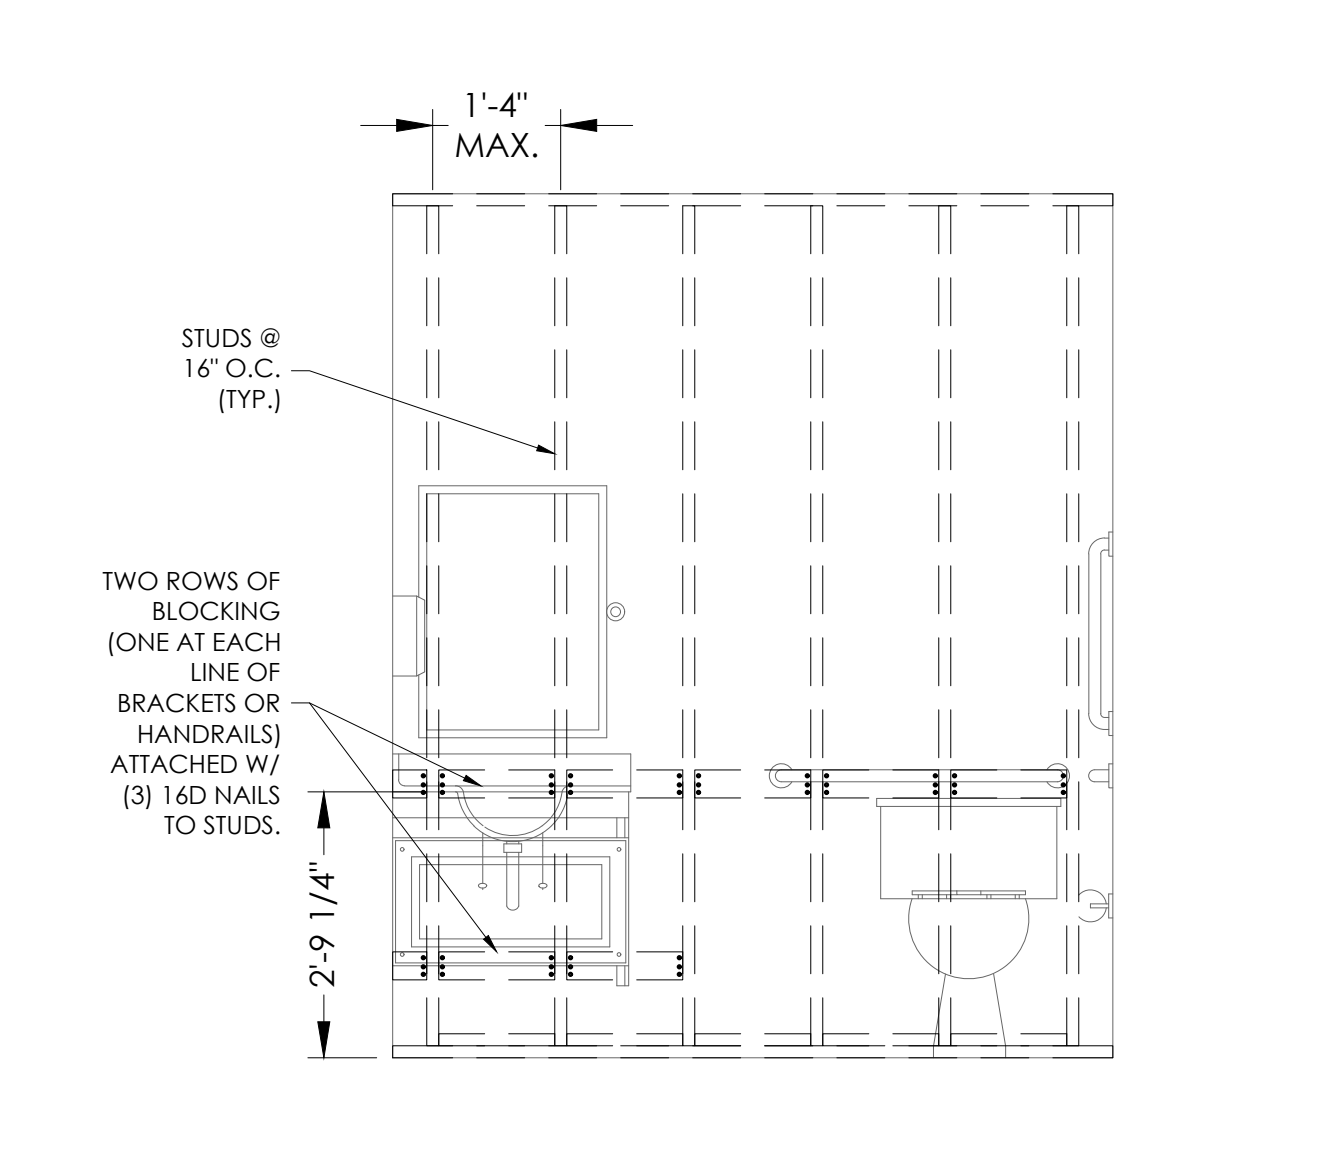 1'-4"
MAX.
STUDS @
16" O.C.
(TYP.)
TWO ROWS OF
BLOCKING
(ONE AT EACH
LINE OF
BRACKETS OR
HANDRAILS)
ATTACHED W/
(3) 16D NAILS
TO STUDS.
2'-9 1/4"